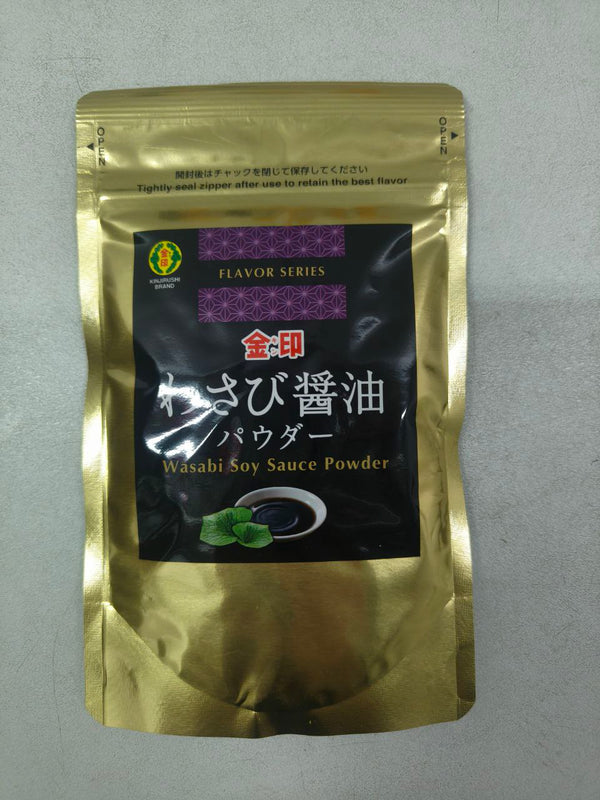 OPEN
OPEN
開封後はチャックを閉じて保存してください
Tightly seal zipper after use to retain the best flavor
金印
KINJIRUSHI
BRAND
FLAVOR SERIES
金印
わさび醤油
パウダー
Wasabi Soy Sauce Powder